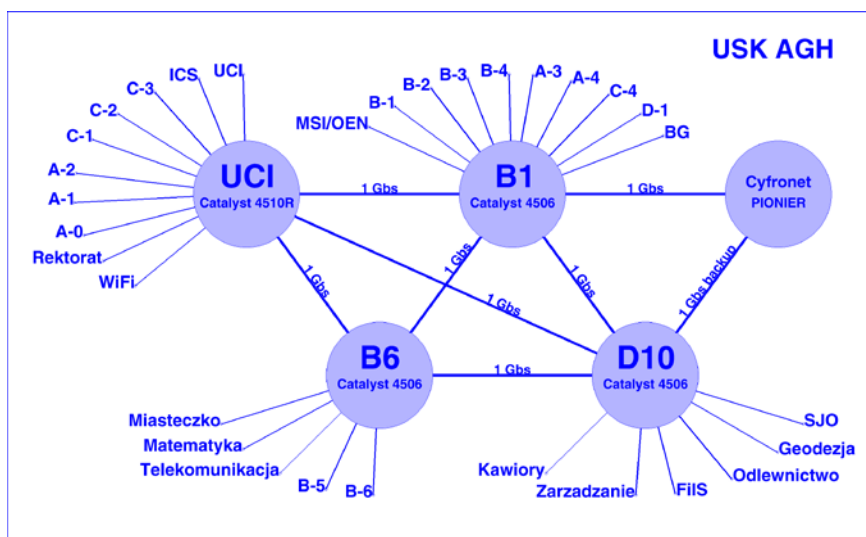 USK AGH
UCI
ICS
C-3
C-2
C-1
A-2
A-1
A-0
Rektorat
WiFi
UCI
Catalyst 4510R
MSI/OEN
B-1
B-2
B-3
B-4
A-3
A-4
C-4
D-1
BG
B1
Catalyst 4506
Cyfronet
PIONIER
1 Gbs
1 Gbs
1 Gbs
1 Gbs
1 Gbs
1 Gbs
1 Gbs backup
B6
Catalyst 4506
1 Gbs
D10
Catalyst 4506
Miasteczko
Matematyka
Telekomunikacja
B-5
B-6
Kawiory
Zarzadzanie
FilS
Odlewnictwo
Geodezja
SJO